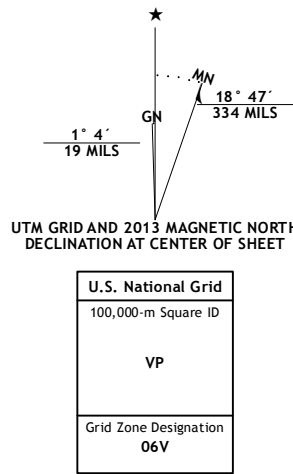 MN
GN
18° 47´
334 MILS
1° 4´
19 MILS
UTM GRID AND 2013 MAGNETIC NORTH
DECLINATION AT CENTER OF SHEET
U.S. National Grid
100,000-m Square ID
VP
Grid Zone Designation
06V